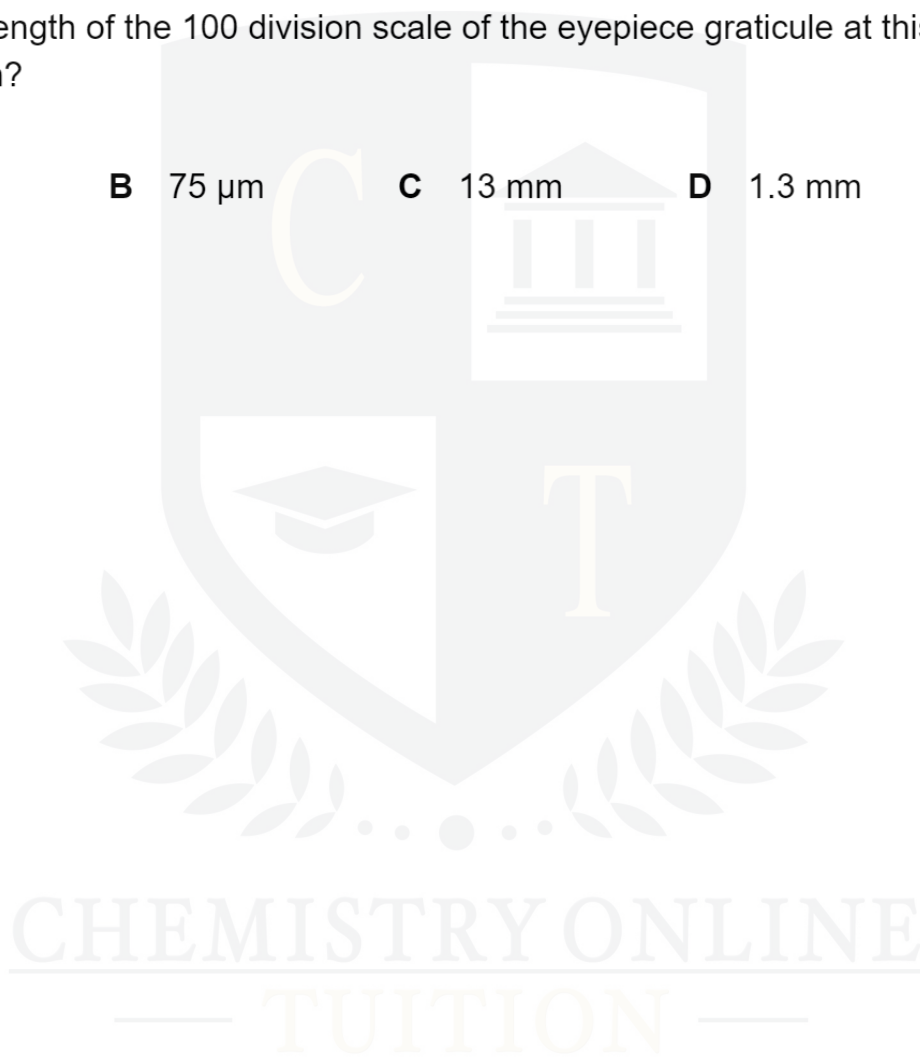 ength of the 100 division scale of the eyepiece graticule at this
?
B 75 µm C 13 mm D 1.3 mm
C
T
CHEMISTRY ONLINE
TUITION